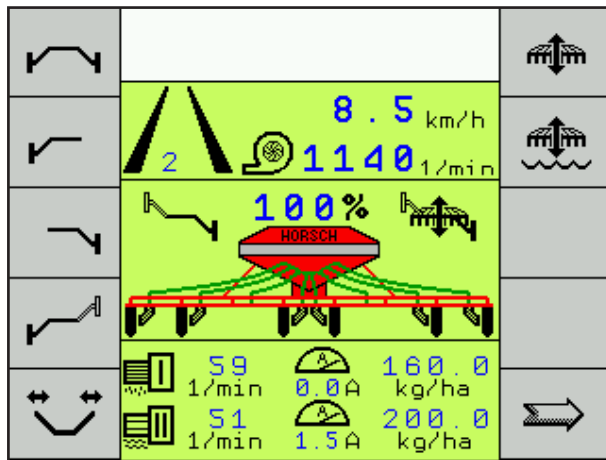 8.5 km/h
2 1140 1/min
100%
HORSCH
I 59 1/min A 0.0A 160.0 kg/ha
II 51 1/min A 1.5A 200.0 kg/ha